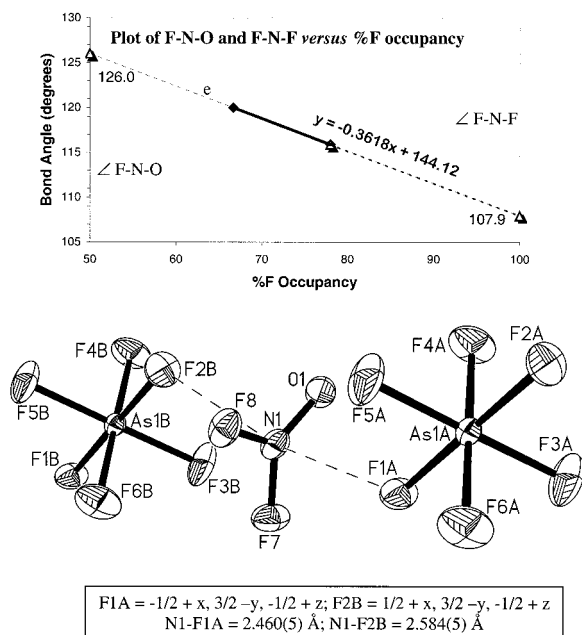 Plot of F-N-O and F-N-F versus %F occupancy
Bond Angle (degrees)
130
125
120
115
110
105
126.0
e
y = -0.3618x + 144.12
∠ F-N-F
∠ F-N-O
107.9
50
60
70
80
90
100
%F Occupancy
F4B
F2B
F5B
As1B
F1B
F6B
F3B
F8
N1
O1
F7
F4A
F2A
F5A
As1A
F3A
F1A
F6A
F1A = -1/2 + x, 3/2 –y, -1/2 + z; F2B = 1/2 + x, 3/2 –y, -1/2 + z
N1-F1A = 2.460(5) Å; N1-F2B = 2.584(5) Å